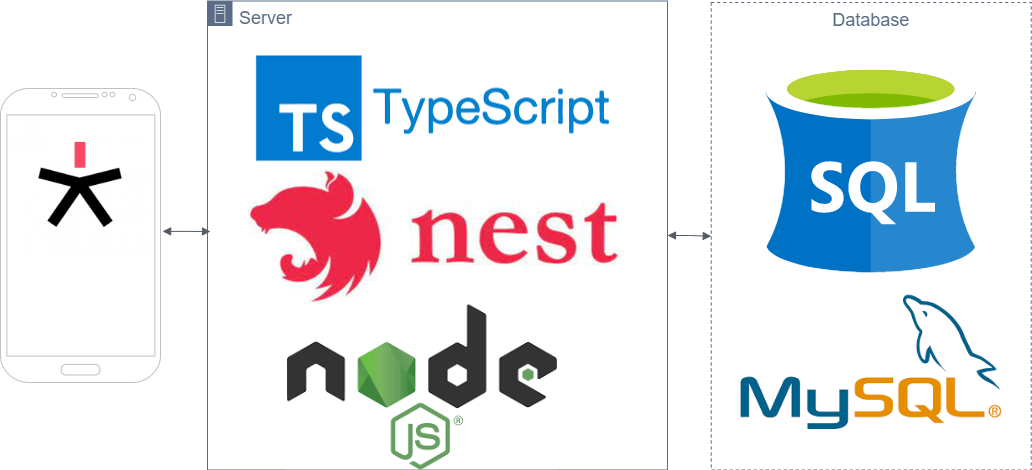 Server
TS TypeScript
nest
node
JS®
Database
SQL
MySQL®